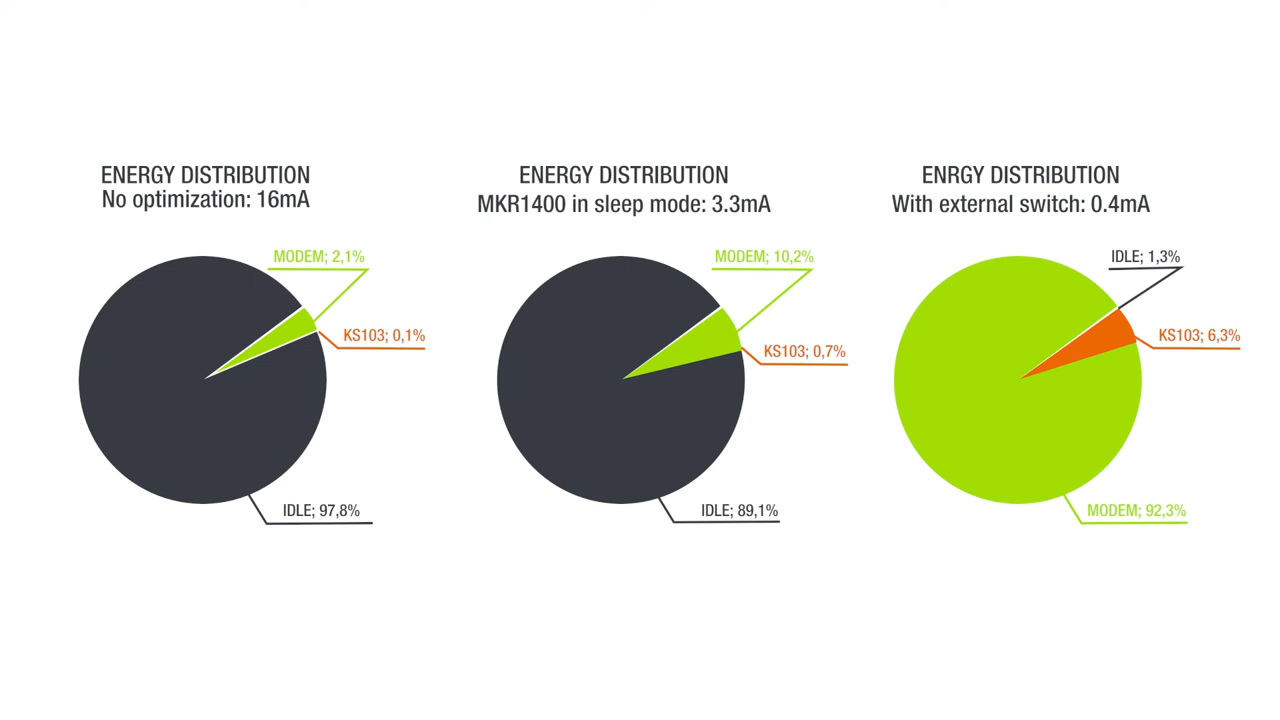 ENERGY DISTRIBUTION
No optimization: 16mA
MODEM; 2,1%
KS103; 0,1%
IDLE; 97,8%
ENERGY DISTRIBUTION
MKR1400 in sleep mode: 3.3mA
MODEM; 10,2%
KS103; 0,7%
IDLE; 89,1%
ENRGY DISTRIBUTION
With external switch: 0.4mA
IDLE; 1,3%
KS103; 6,3%
MODEM; 92,3%